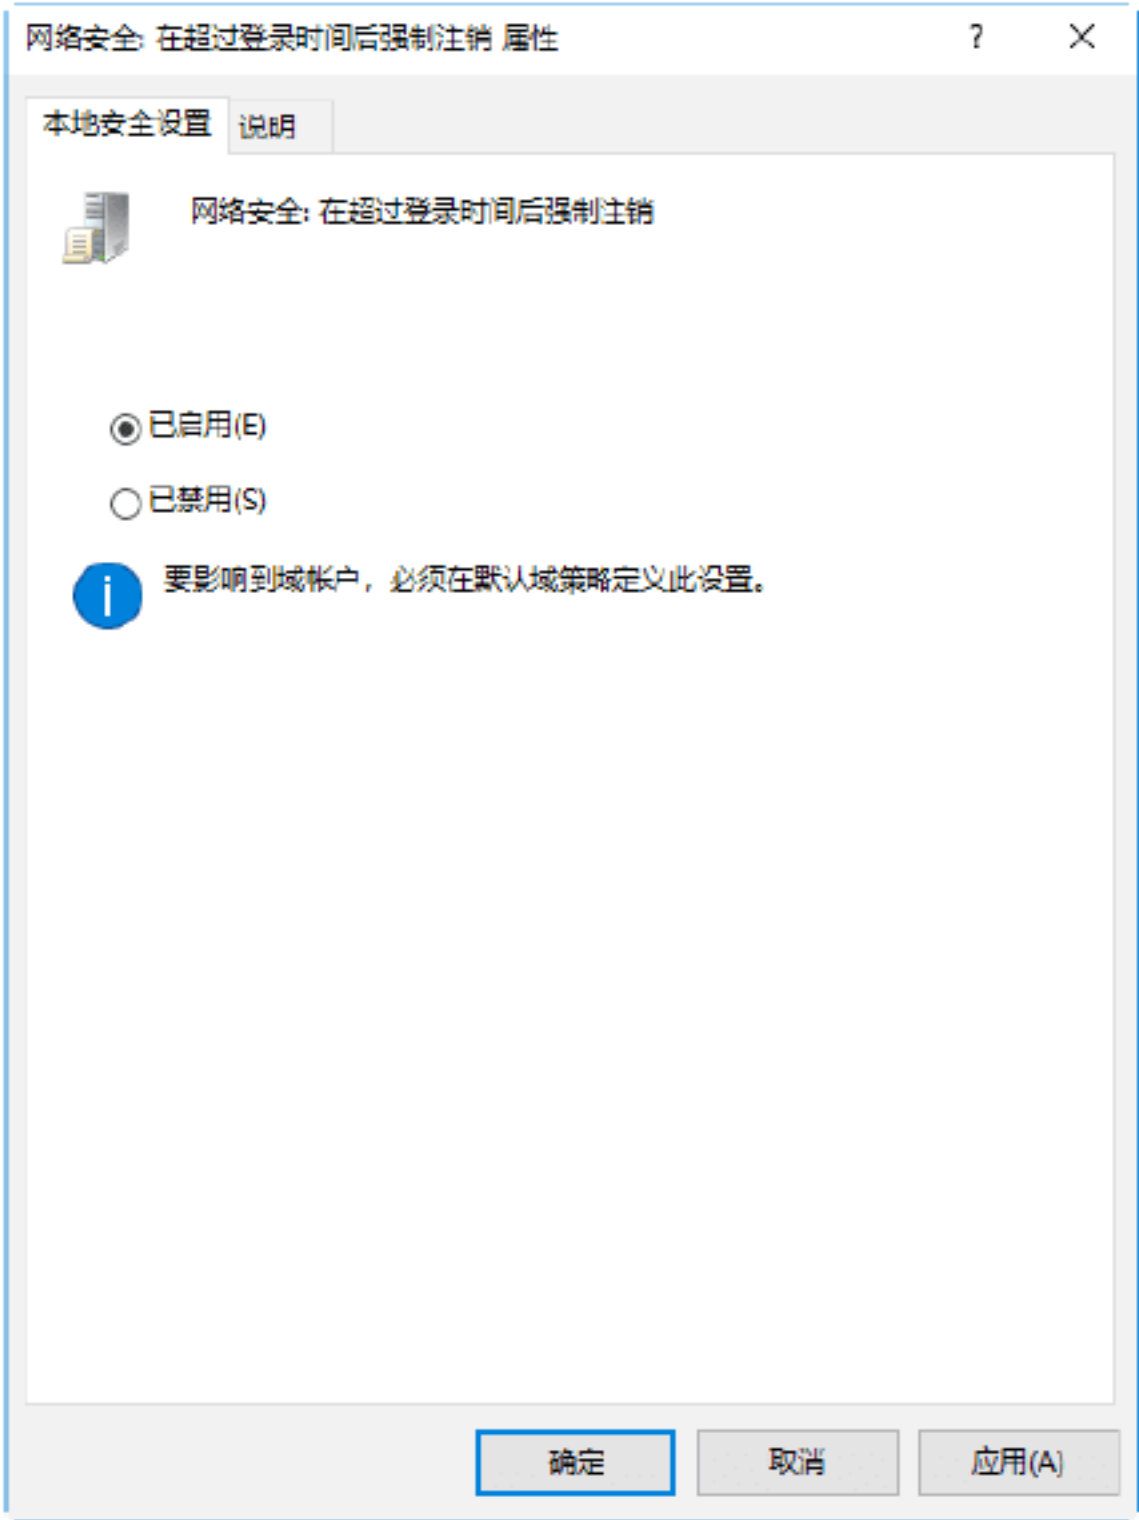 网络安全: 在超过登录时间后强制注销 属性
?
本地安全设置
说明
网络安全: 在超过登录时间后强制注销
已启用(E)
已禁用(S)
要影响到域帐户，必须在默认域策略定义此设置。
确定
取消
应用(A)